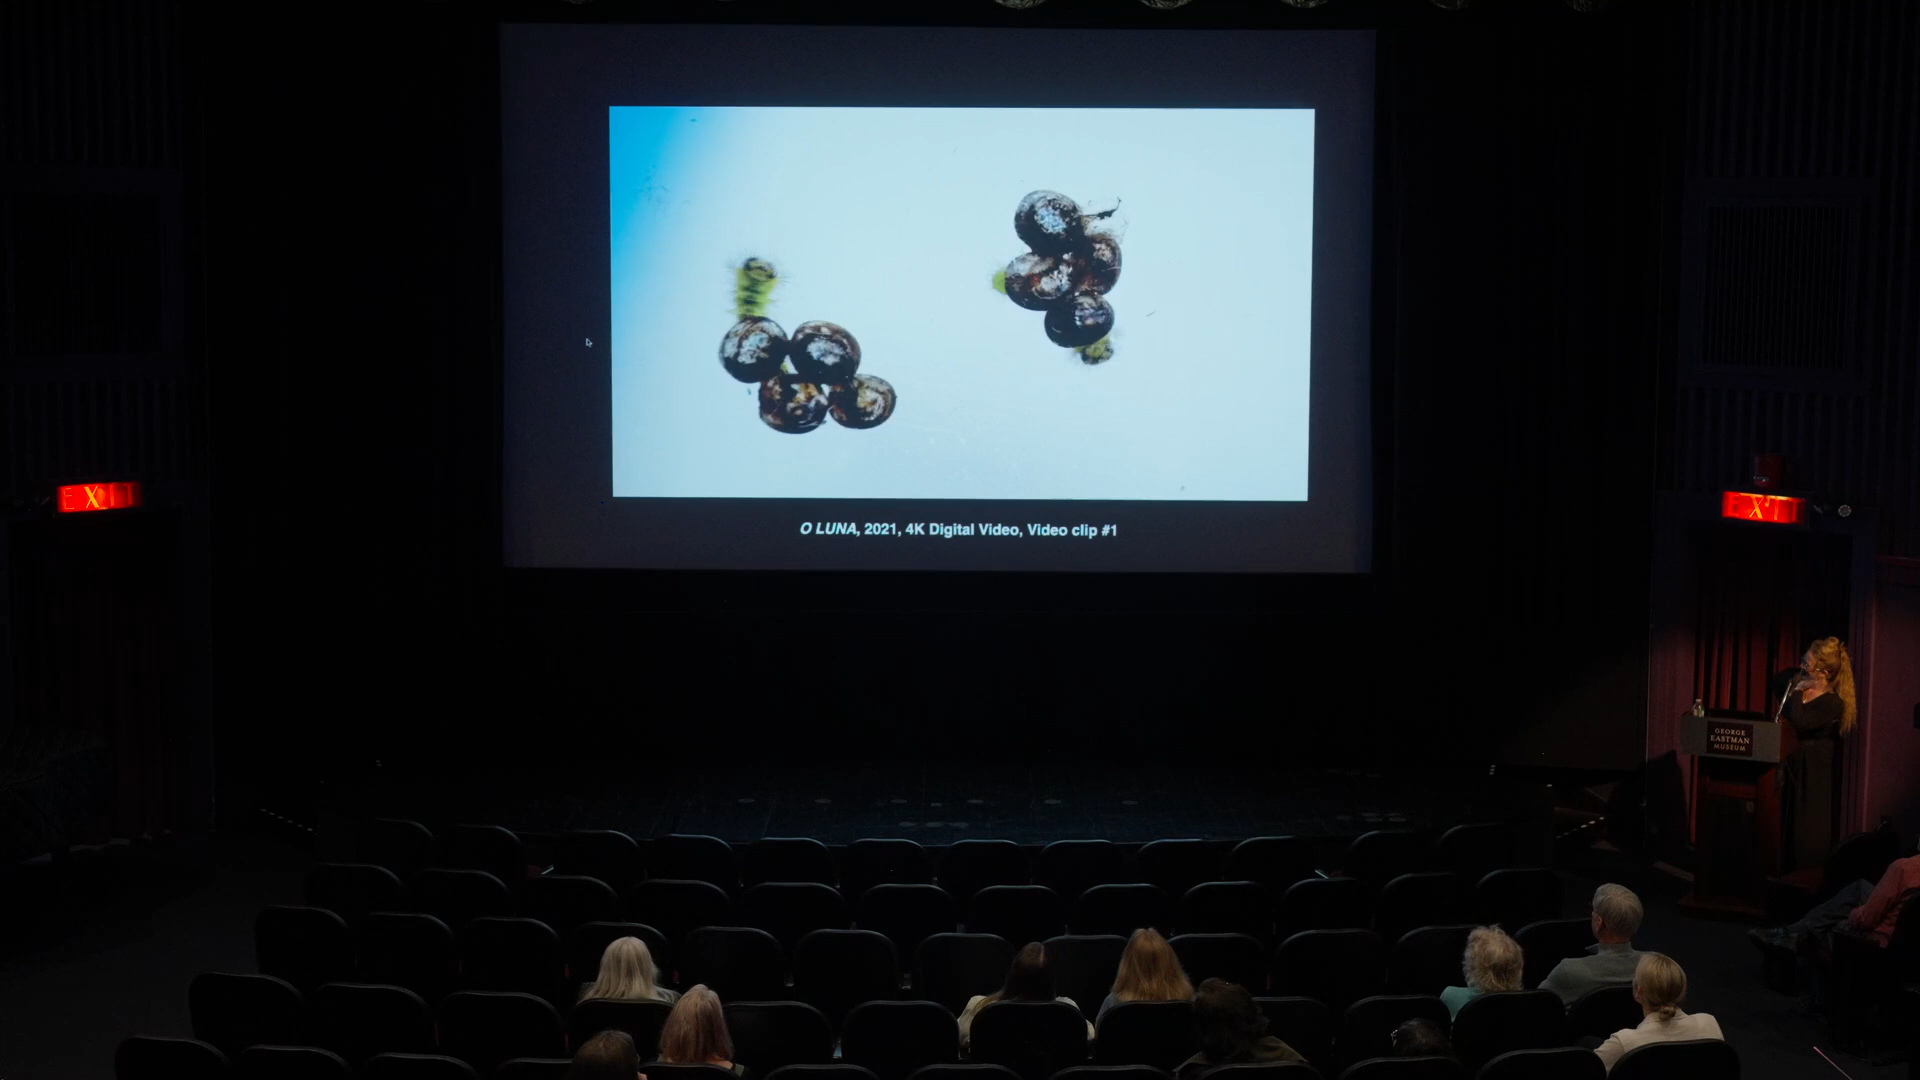 EXIT
EXIT
O LUNA, 2021, 4K Digital Video, Video clip #1
GEORGE
EASTMAN
MUSEUM